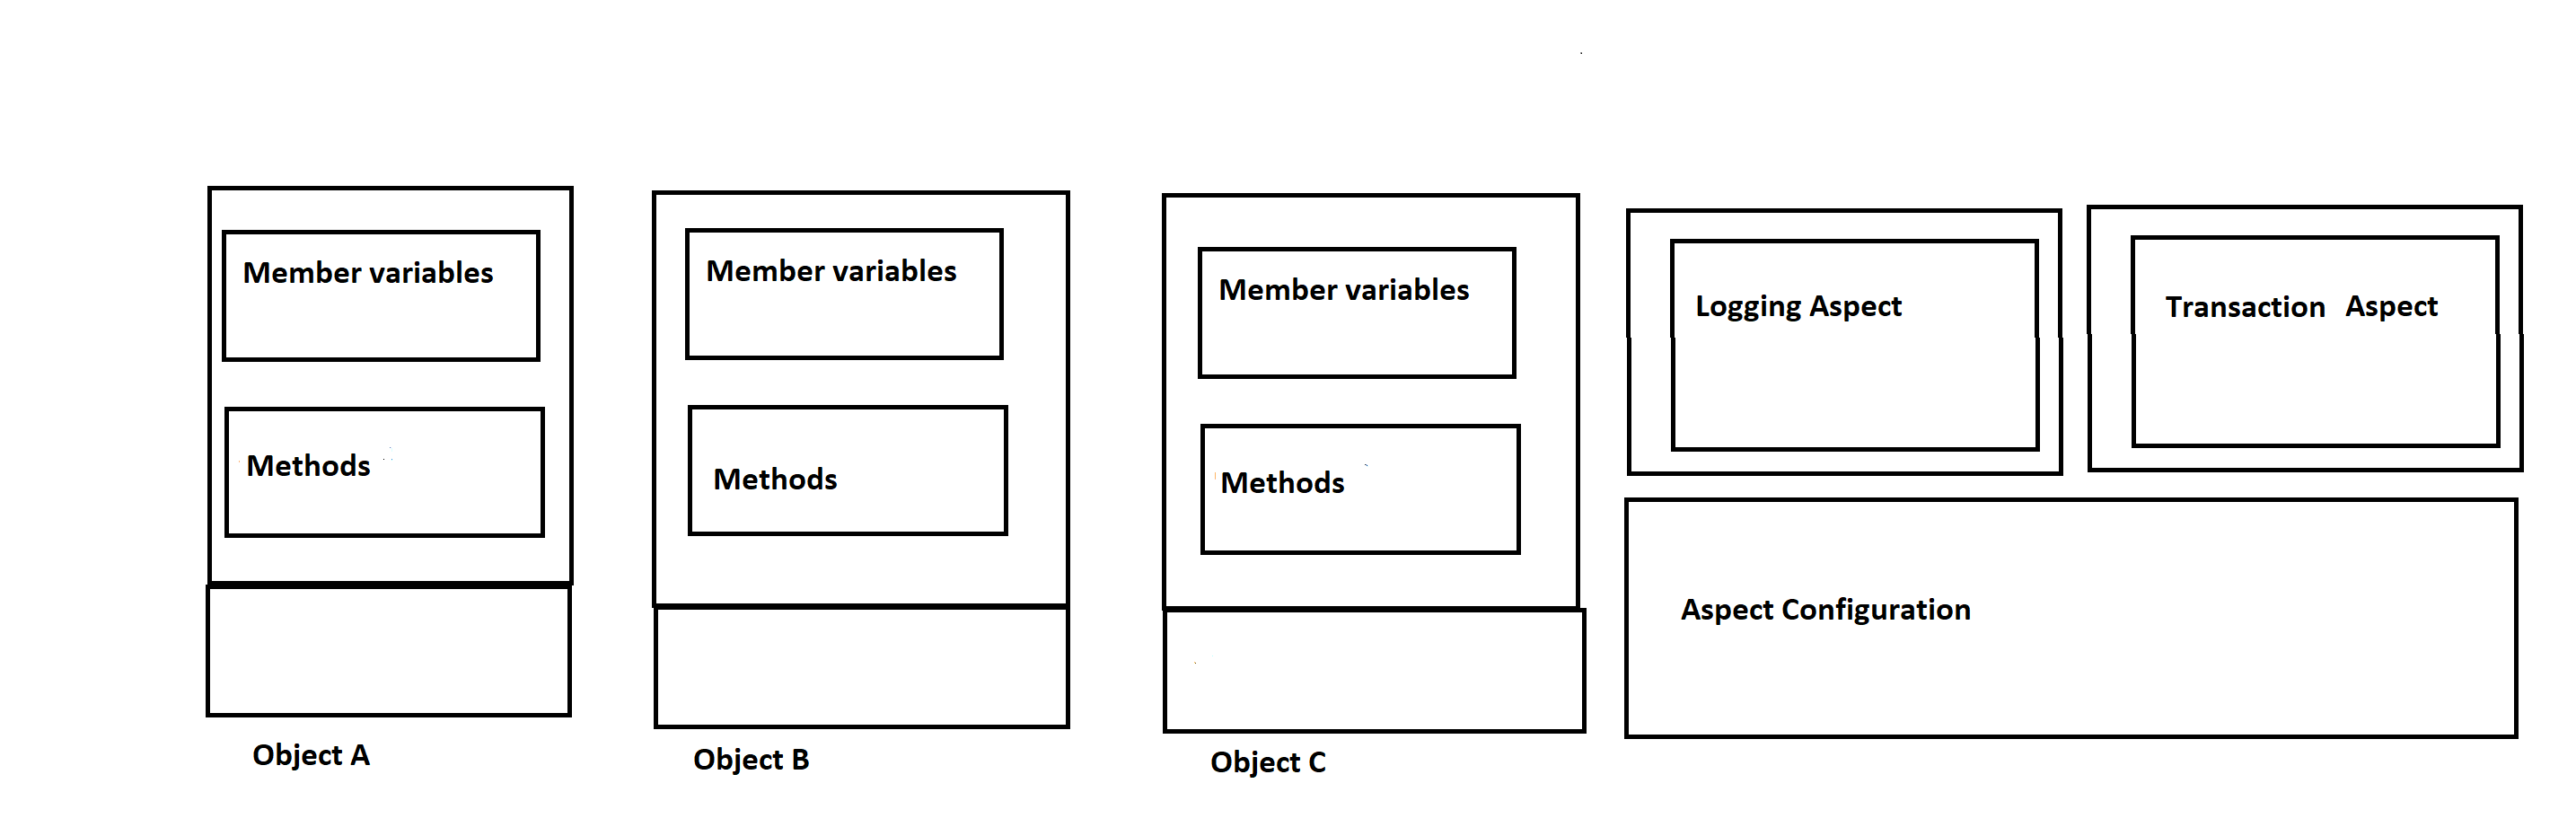 Member variables
Methods
Object A
Member variables
Methods
Object B
Member variables
Methods
Object C
Logging Aspect
Transaction Aspect
Aspect Configuration